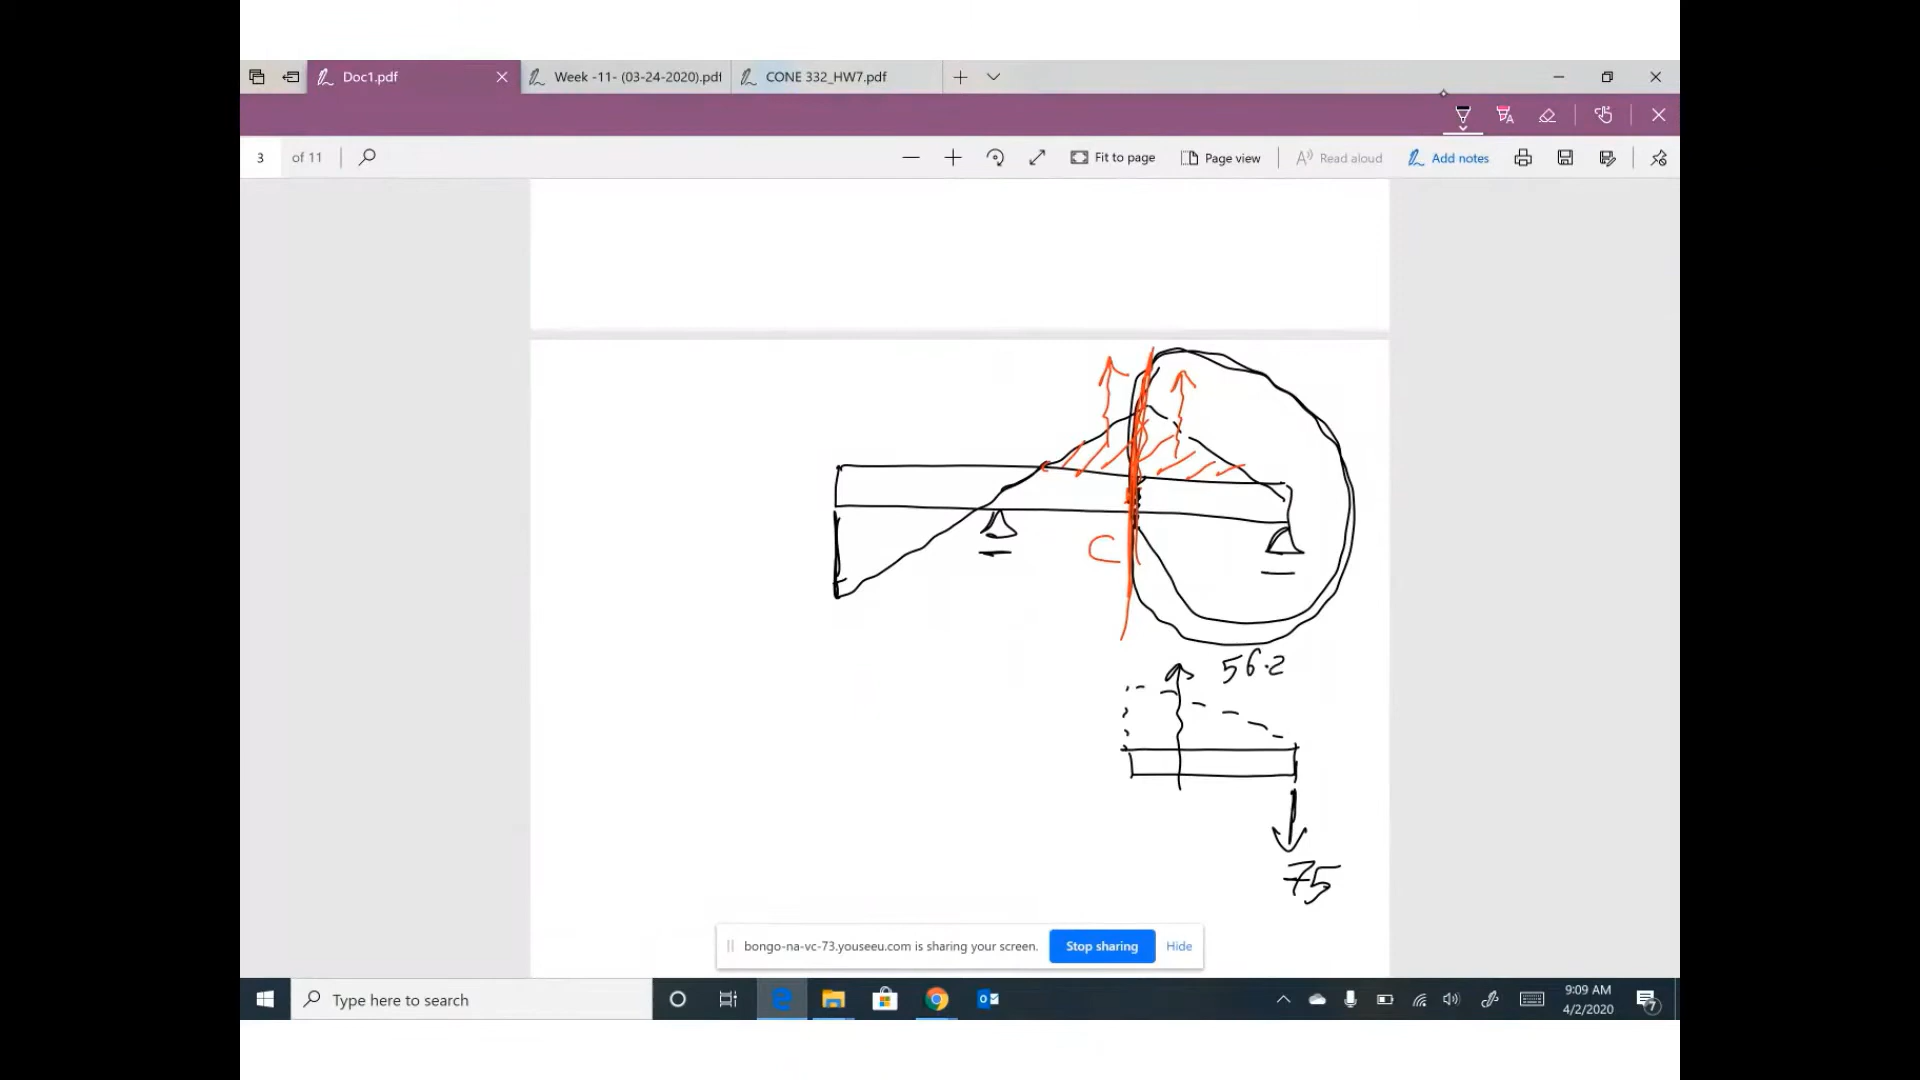 Doc1.pdf
Week -11- (03-24-2020).pdf
CONE 332_HW7.pdf
3 of 11
Fit to page
Page view
Read aloud
Add notes
C
56.2
75
bongo-na-vc-73.youseeu.com is sharing your screen.
Stop sharing
Hide
Type here to search
9:09 AM
4/2/2020
7